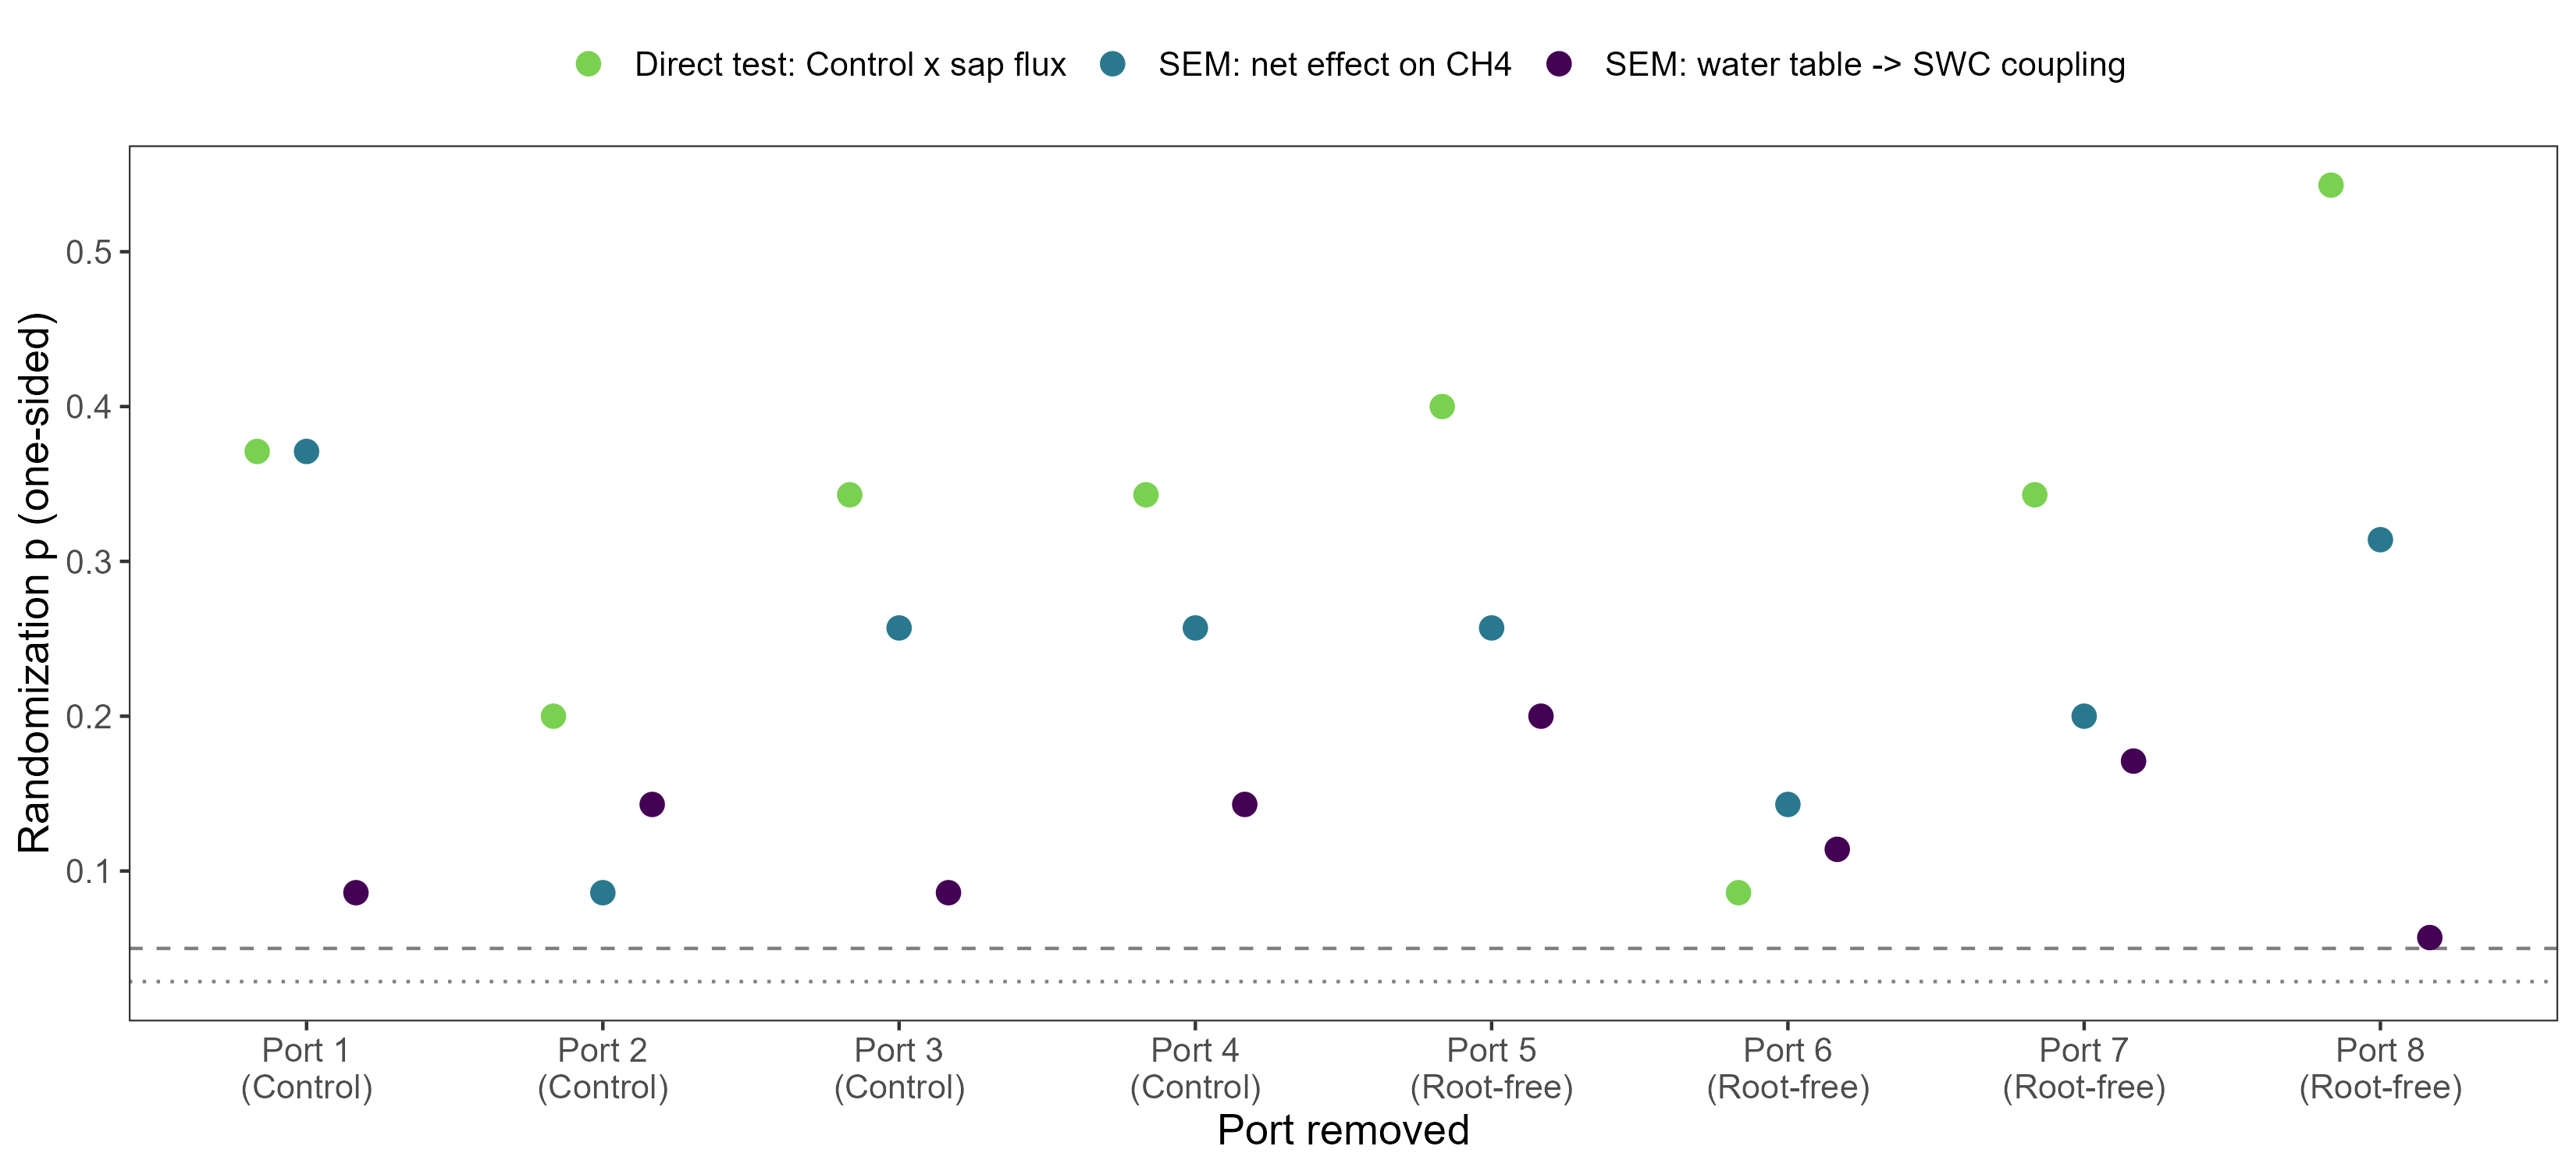 Direct test: Control x sap flux SEM: net effect on CH4 SEM: water table -> SWC coupling
Randomization p (one-sided)
0.5
0.4
0.3
0.2
0.1
Port 1 Port 2 Port 3 Port 4 Port 5 Port 6 Port 7 Port 8
(Control) (Control) (Control) (Control) (Root-free) (Root-free) (Root-free) (Root-free)
Port removed